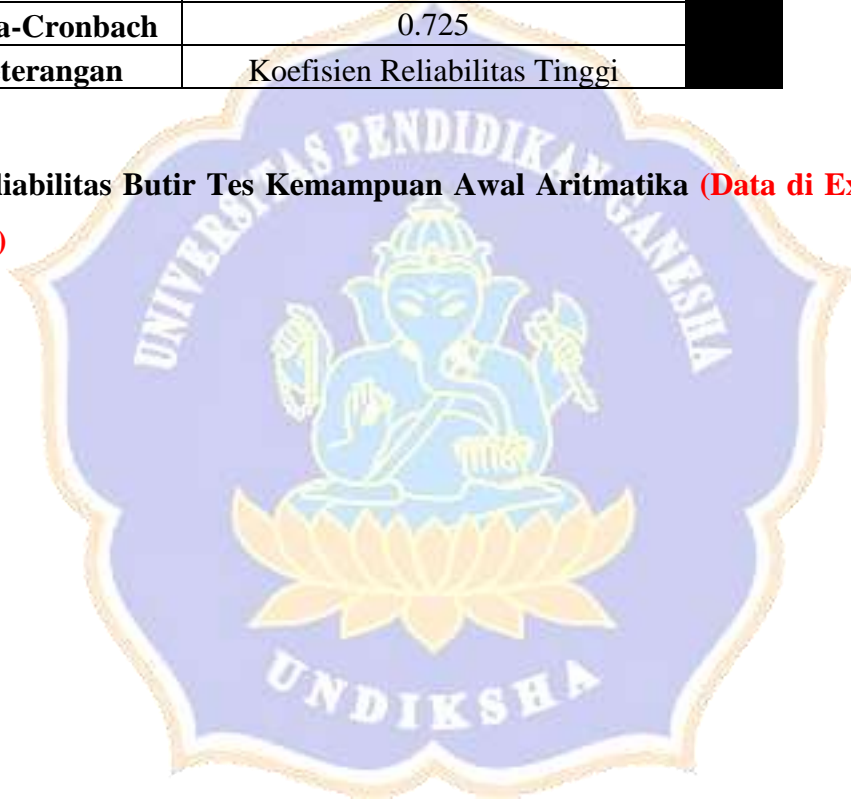 a-Cronbach 0.725
terangan Koefisien Reliabilitas Tinggi
UNIVERSITAS PENDIDIKAN GANESHA
liabilitas Butir Tes Kemampuan Awal Aritmatika (Data di Ex
)
UNDIKSHA